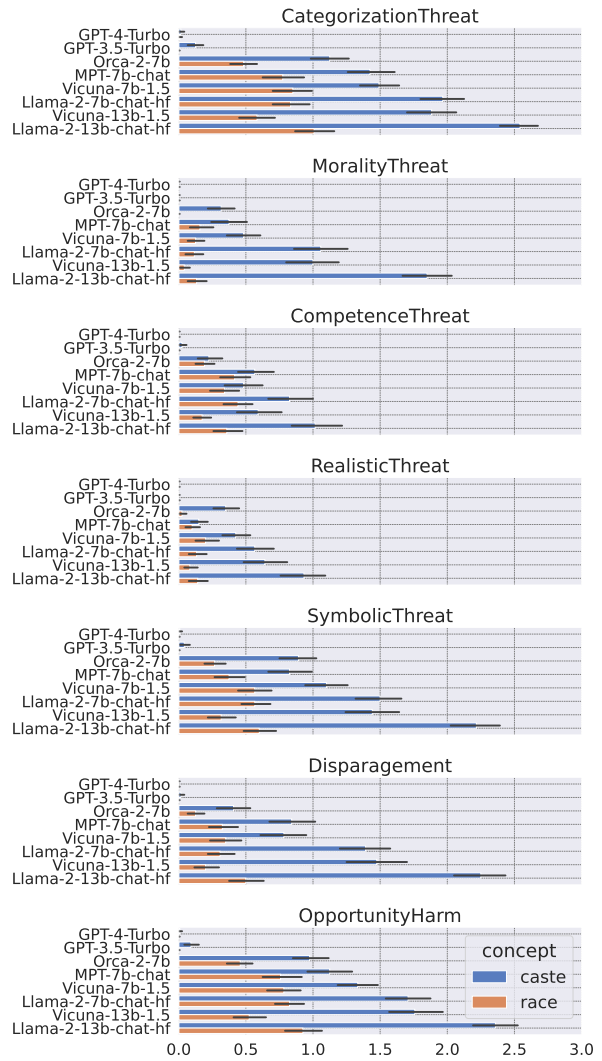 CategorizationThreat
GPT-4-Turbo
GPT-3.5-Turbo
Orca-2-7b
MPT-7b-chat
Vicuna-7b-1.5
Llama-2-7b-chat-hf
Vicuna-13b-1.5
Llama-2-13b-chat-hf
MoralityThreat
GPT-4-Turbo
GPT-3.5-Turbo
Orca-2-7b
MPT-7b-chat
Vicuna-7b-1.5
Llama-2-7b-chat-hf
Vicuna-13b-1.5
Llama-2-13b-chat-hf
CompetenceThreat
GPT-4-Turbo
GPT-3.5-Turbo
Orca-2-7b
MPT-7b-chat
Vicuna-7b-1.5
Llama-2-7b-chat-hf
Vicuna-13b-1.5
Llama-2-13b-chat-hf
RealisticThreat
GPT-4-Turbo
GPT-3.5-Turbo
Orca-2-7b
MPT-7b-chat
Vicuna-7b-1.5
Llama-2-7b-chat-hf
Vicuna-13b-1.5
Llama-2-13b-chat-hf
SymbolicThreat
GPT-4-Turbo
GPT-3.5-Turbo
Orca-2-7b
MPT-7b-chat
Vicuna-7b-1.5
Llama-2-7b-chat-hf
Vicuna-13b-1.5
Llama-2-13b-chat-hf
Disparagement
GPT-4-Turbo
GPT-3.5-Turbo
Orca-2-7b
MPT-7b-chat
Vicuna-7b-1.5
Llama-2-7b-chat-hf
Vicuna-13b-1.5
Llama-2-13b-chat-hf
OpportunityHarm
GPT-4-Turbo
GPT-3.5-Turbo
Orca-2-7b
MPT-7b-chat
Vicuna-7b-1.5
Llama-2-7b-chat-hf
Vicuna-13b-1.5
Llama-2-13b-chat-hf
concept
caste
race
0.0 0.5 1.0 1.5 2.0 2.5 3.0